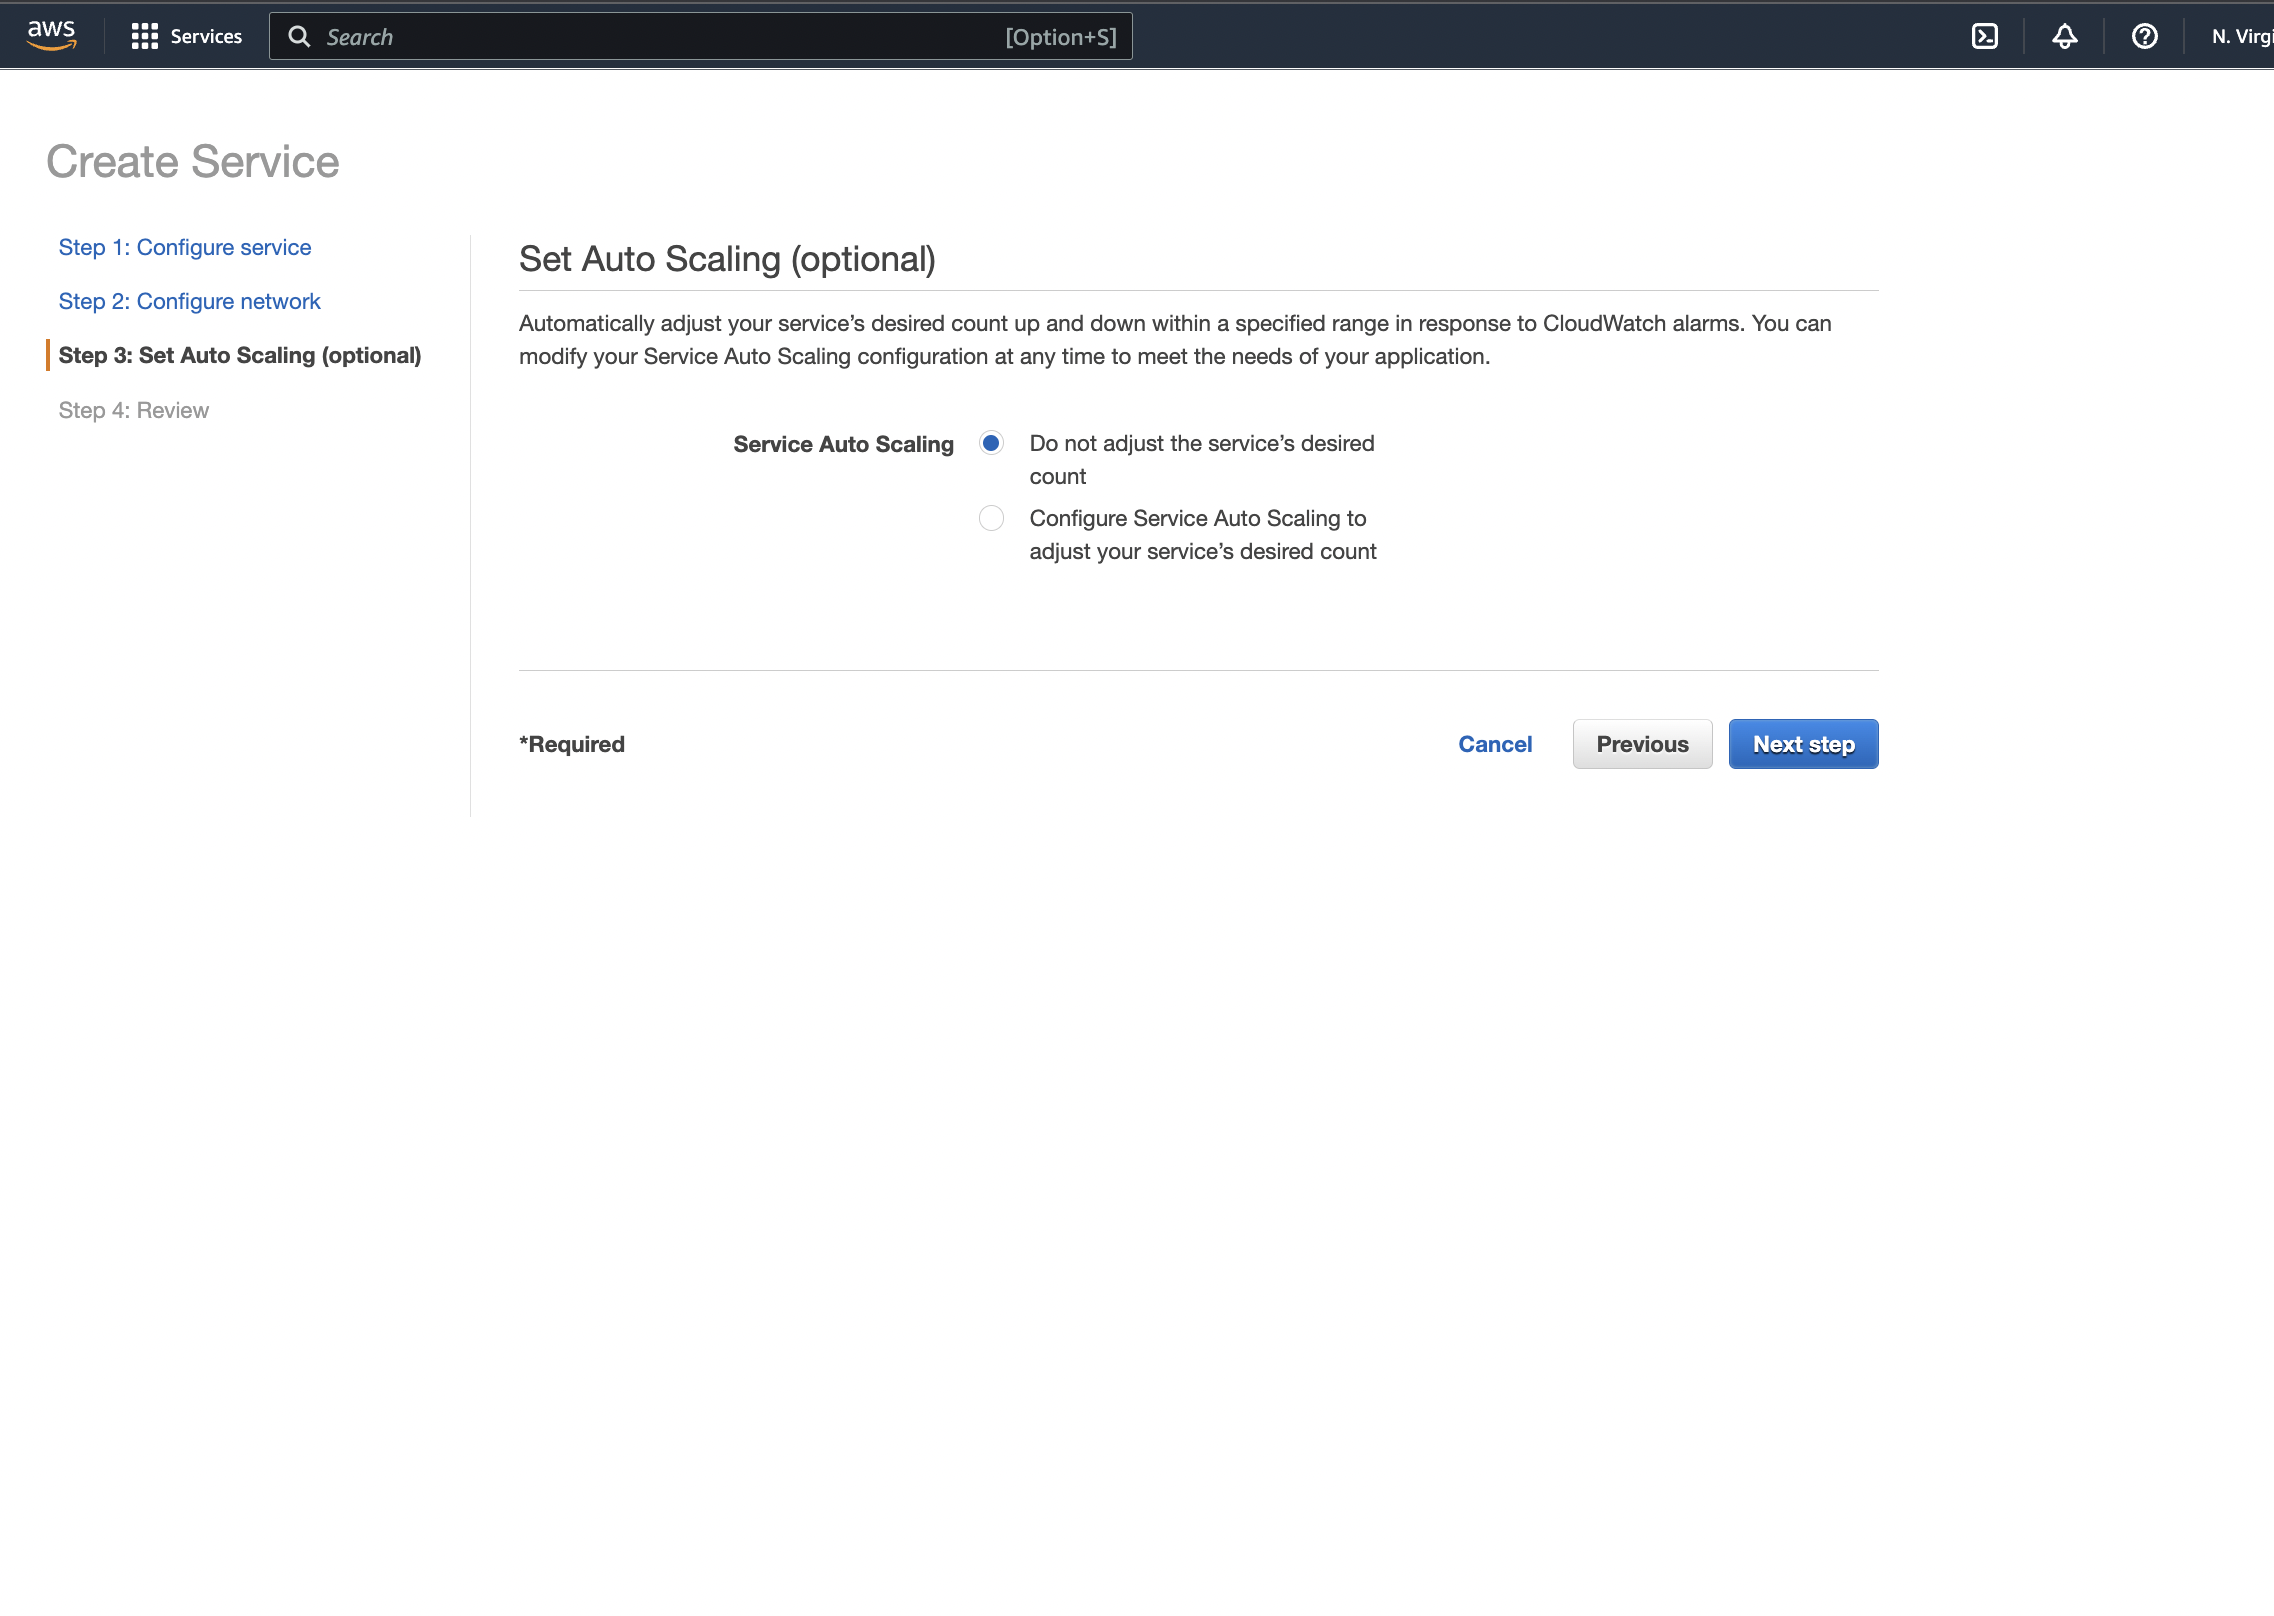 aws
Services
Search
[Option+S]
N. Virgi
Create Service
Step 1: Configure service
Step 2: Configure network
Step 3: Set Auto Scaling (optional)
Step 4: Review
Set Auto Scaling (optional)
Automatically adjust your service’s desired count up and down within a specified range in response to CloudWatch alarms. You can
modify your Service Auto Scaling configuration at any time to meet the needs of your application.
Service Auto Scaling
Do not adjust the service’s desired
count
Configure Service Auto Scaling to
adjust your service’s desired count
*Required
Cancel
Previous
Next step